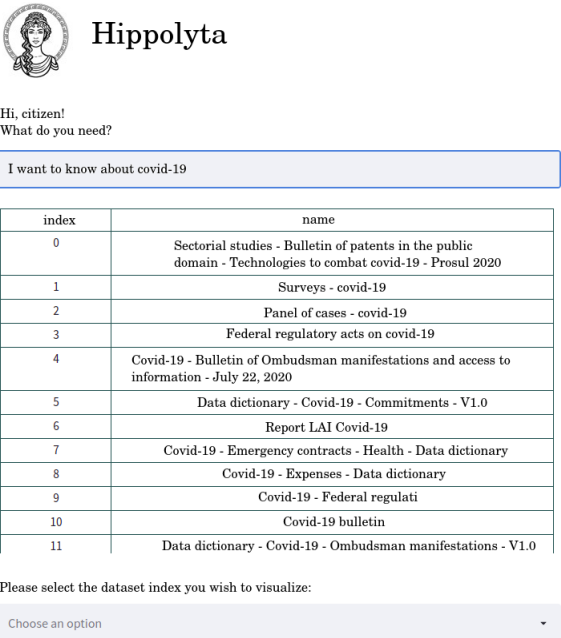 Hippolyta
Hi, citizen!
What do you need?
I want to know about covid-19
index name
0 Sectorial studies - Bulletin of patents in the public
domain - Technologies to combat covid-19 - Prosul 2020
1 Surveys - covid-19
2 Panel of cases - covid-19
3 Federal regulatory acts on covid-19
4 Covid-19 - Bulletin of Ombudsman manifestations and access to
information - July 22, 2020
5 Data dictionary - Covid-19 - Commitments - V1.0
6 Report LAI Covid-19
7 Covid-19 - Emergency contracts - Health - Data dictionary
8 Covid-19 - Expenses - Data dictionary
9 Covid-19 - Federal regulati
10 Covid-19 bulletin
11 Data dictionary - Covid-19 - Ombudsman manifestations - V1.0
Please select the dataset index you wish to visualize:
Choose an option